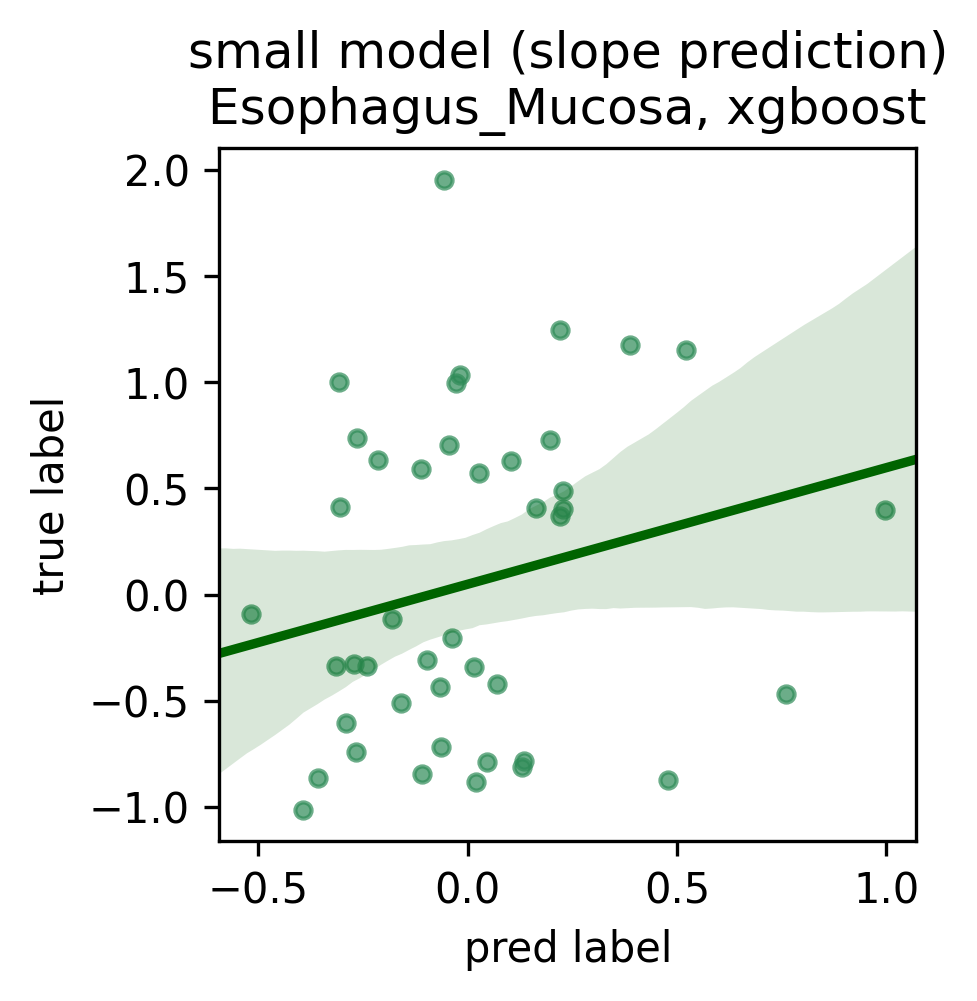 small model (slope prediction)
Esophagus_Mucosa, xgboost
2.0
1.5
1.0
0.5
0.0
−0.5
−1.0
true label
−0.5 0.0 0.5 1.0
pred label